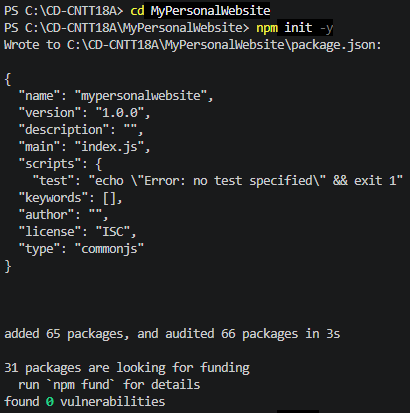 PS C:\CD-CNTT18A> cd MyPersonalWebsite
PS C:\CD-CNTT18A\MyPersonalWebsite> npm init -y
Wrote to C:\CD-CNTT18A\MyPersonalWebsite\package.json:
{
  "name": "mypersonalwebsite",
  "version": "1.0.0",
  "description": "",
  "main": "index.js",
  "scripts": {
    "test": "echo \"Error: no test specified\" && exit 1"
  "keywords": [],
  "author": "",
  "license": "ISC",
  "type": "commonjs"
}
added 65 packages, and audited 66 packages in 3s
31 packages are looking for funding
  run `npm fund` for details
found 0 vulnerabilities